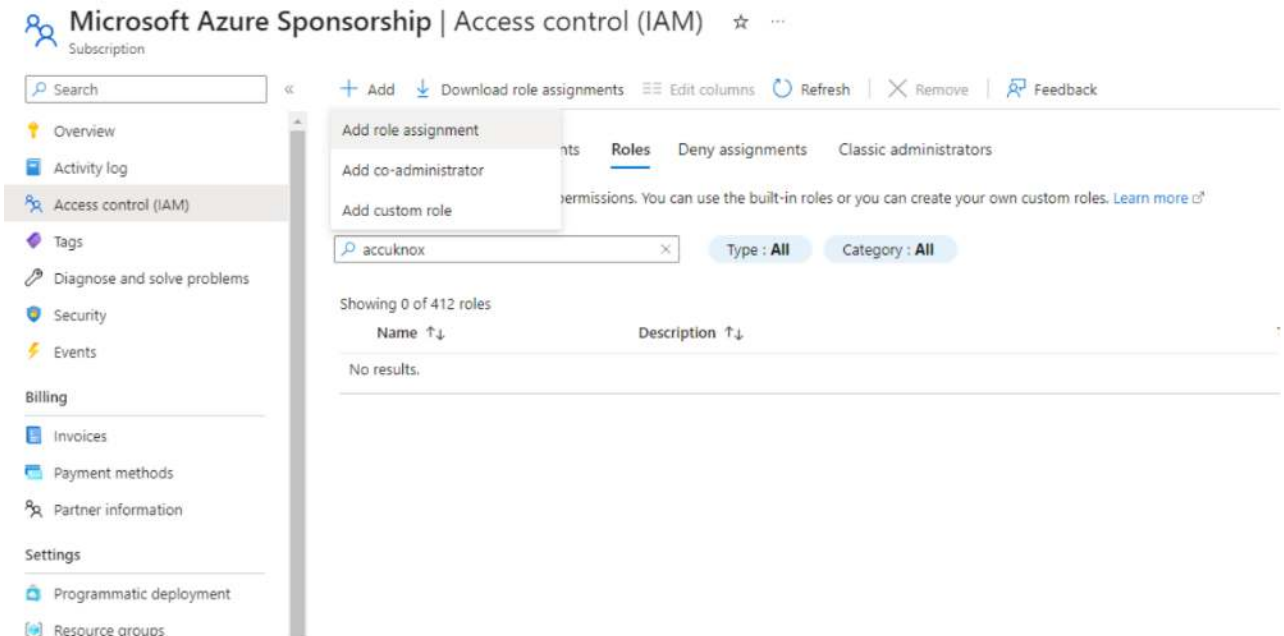 Microsoft Azure Sponsorship | Access control (IAM)
Subscription
Search
Add Download role assignments Edit columns Refresh Remove Feedback
Overview
Activity log
Access control (IAM)
Tags
Diagnose and solve problems
Security
Events
Billing
Invoices
Payment methods
Partner information
Settings
Programmatic deployment
Resource groups
Add role assignment
Add co-administrator
Add custom role
nts Roles Deny assignments Classic administrators
permissions. You can use the built-in roles or you can create your own custom roles. Learn more
accuknox Type : All Category : All
Showing 0 of 412 roles
Name Description
No results.